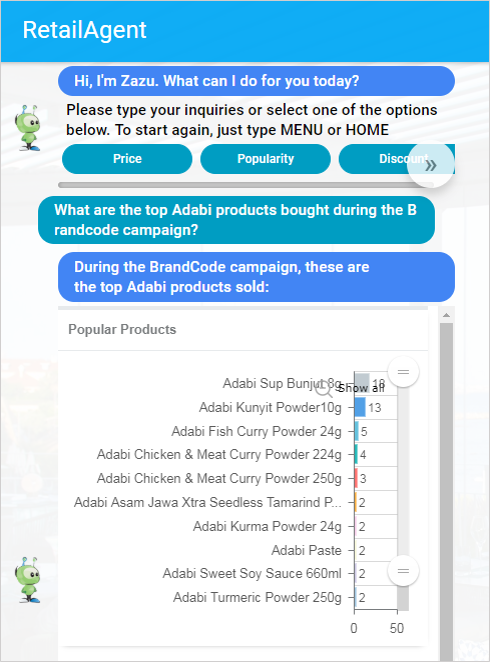 RetailAgent
Hi, I'm Zazu. What can I do for you today?
Please type your inquiries or select one of the options
below. To start again, just type MENU or HOME
Price Popularity Discount
»
What are the top Adabi products bought during the B
randcode campaign?
During the BrandCode campaign, these are
the top Adabi products sold:
Popular Products
Adabi Sup Bunjut 8g 18
Show all
Adabi Kunyit Powder10g 13
Adabi Fish Curry Powder 24g 5
Adabi Chicken & Meat Curry Powder 224g 4
Adabi Chicken & Meat Curry Powder 250g 3
Adabi Asam Jawa Xtra Seedless Tamarind P... 2
Adabi Kurma Powder 24g 2
Adabi Paste 2
Adabi Sweet Soy Sauce 660ml 2
Adabi Turmeric Powder 250g 2
0 50